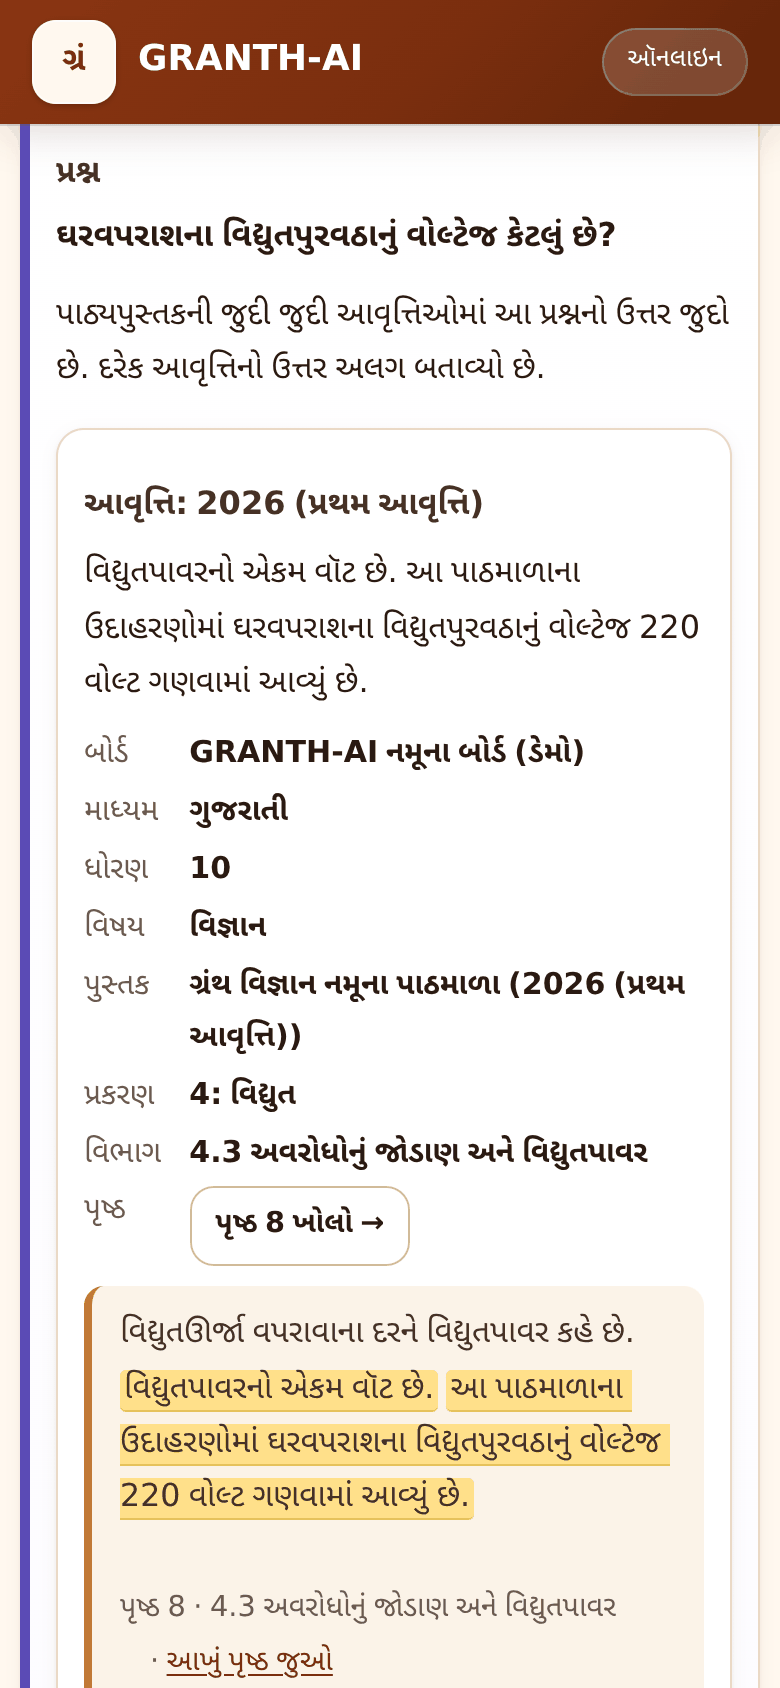 ગ્રં GRANTH-AI ઑનલાઇન
પ્રશ્ન
ઘરવપરાશના વિદ્યુતપુરવઠાનું વોલ્ટેજ કેટલું છે?
પાઠ્યપુસ્તકની જુદી જુદી આવૃત્તિઓમાં આ પ્રશ્નનો ઉત્તર જુદો
છે. દરેક આવૃત્તિનો ઉત્તર અલગ બતાવ્યો છે.
આવૃત્તિ: 2026 (પ્રથમ આવૃત્તિ)
વિદ્યુતપાવરનો એકમ વૉટ છે. આ પાઠમાળાના
ઉદાહરણોમાં ઘરવપરાશના વિદ્યુતપુરવઠાનું વોલ્ટેજ 220
વોલ્ટ ગણવામાં આવ્યું છે.
બોર્ડ GRANTH-AI નમૂના બોર્ડ (ડેમો)
માધ્યમ ગુજરાતી
ધોરણ 10
વિષય વિજ્ઞાન
પુસ્તક ગ્રંથ વિજ્ઞાન નમૂના પાઠમાળા (2026 (પ્રથમ
આવૃત્તિ))
પ્રકરણ 4: વિદ્યુત
વિભાગ 4.3 અવરોધોનું જોડાણ અને વિદ્યુતપાવર
પૃષ્ઠ પૃષ્ઠ 8 ખોલો →
વિદ્યુતઊર્જા વપરાવાના દરને વિદ્યુતપાવર કહે છે.
વિદ્યુતપાવરનો એકમ વૉટ છે. આ પાઠમાળાના
ઉદાહરણોમાં ઘરવપરાશના વિદ્યુતપુરવઠાનું વોલ્ટેજ
220 વોલ્ટ ગણવામાં આવ્યું છે.
પૃષ્ઠ 8 · 4.3 અવરોધોનું જોડાણ અને વિદ્યુતપાવર
· આખું પૃષ્ઠ જુઓ